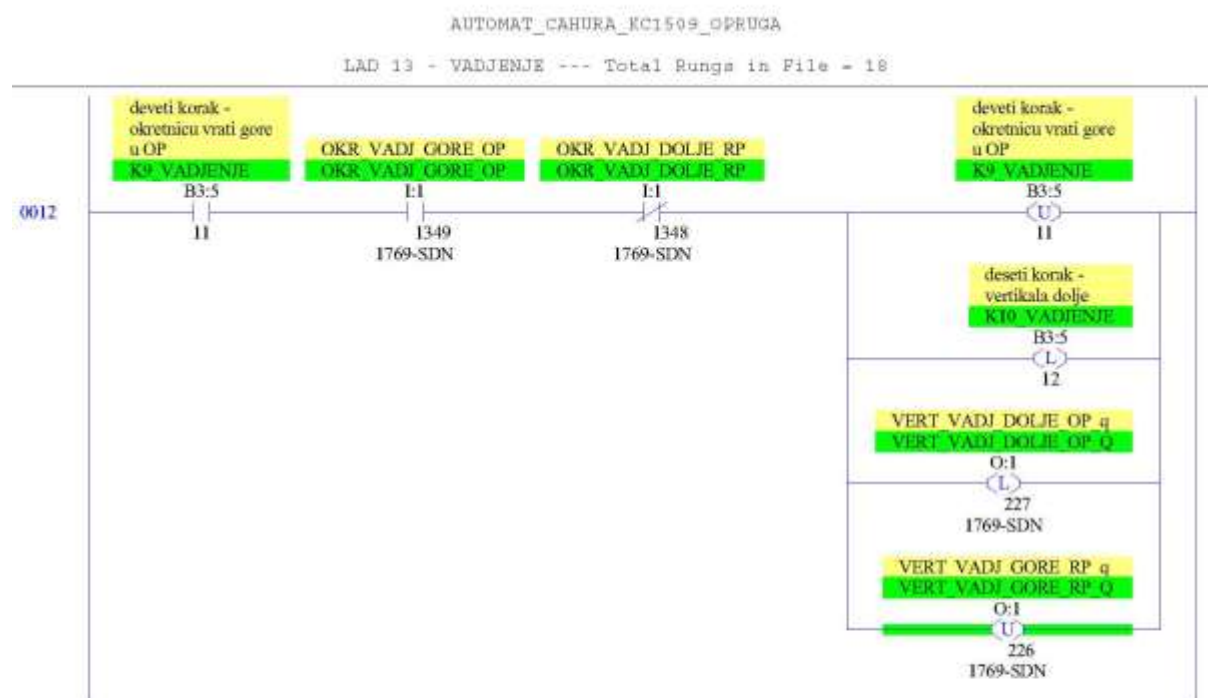 AUTOMAT_CAHURA_KC1509_OPRUGA
LAD 13 - VADJENJE --- Total Rungs in File = 18
deveti korak -
okretnicu vrati gore
u OP
K9_VADJENJE
B3:5
11
OKR_VADJ_GORE_OP
OKR_VADJ_GORE_OP
I:1
1349
1769-SDN
OKR_VADJ_DOLJE_RP
OKR_VADJ_DOLJE_RP
I:1
1348
1769-SDN
deveti korak -
okretnicu vrati gore
u OP
K9_VADJENJE
B3:5
U
11
0012
deseti korak -
vertikala dolje
K10_VADJENJE
B3:5
L
12
VERT_VADJ_DOLJE_OP_q
VERT_VADJ_DOLJE_OP_Q
O:1
L
227
1769-SDN
VERT_VADJ_GORE_RP_q
VERT_VADJ_GORE_RP_Q
O:1
U
226
1769-SDN